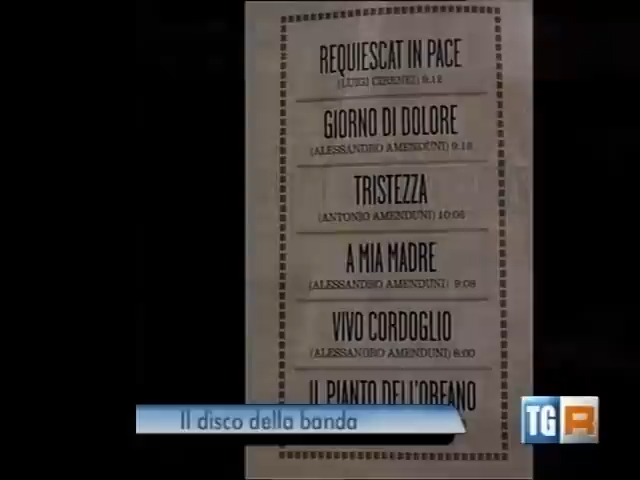 REQUIESCAT IN PACE
(LUIGI CIRENEI) 9:12
GIORNO DI DOLORE
(ALESSANDRO AMENDUNI) 9:18
TRISTEZZA
(ANTONIO AMENDUNI) 10:06
A MIA MADRE
(ALESSANDRO AMENDUNI) 9:08
VIVO CORDOGLIO
(ALESSANDRO AMENDUNI) 8:00
IL PIANTO DELL'ORFANO
Il disco della banda
TGR